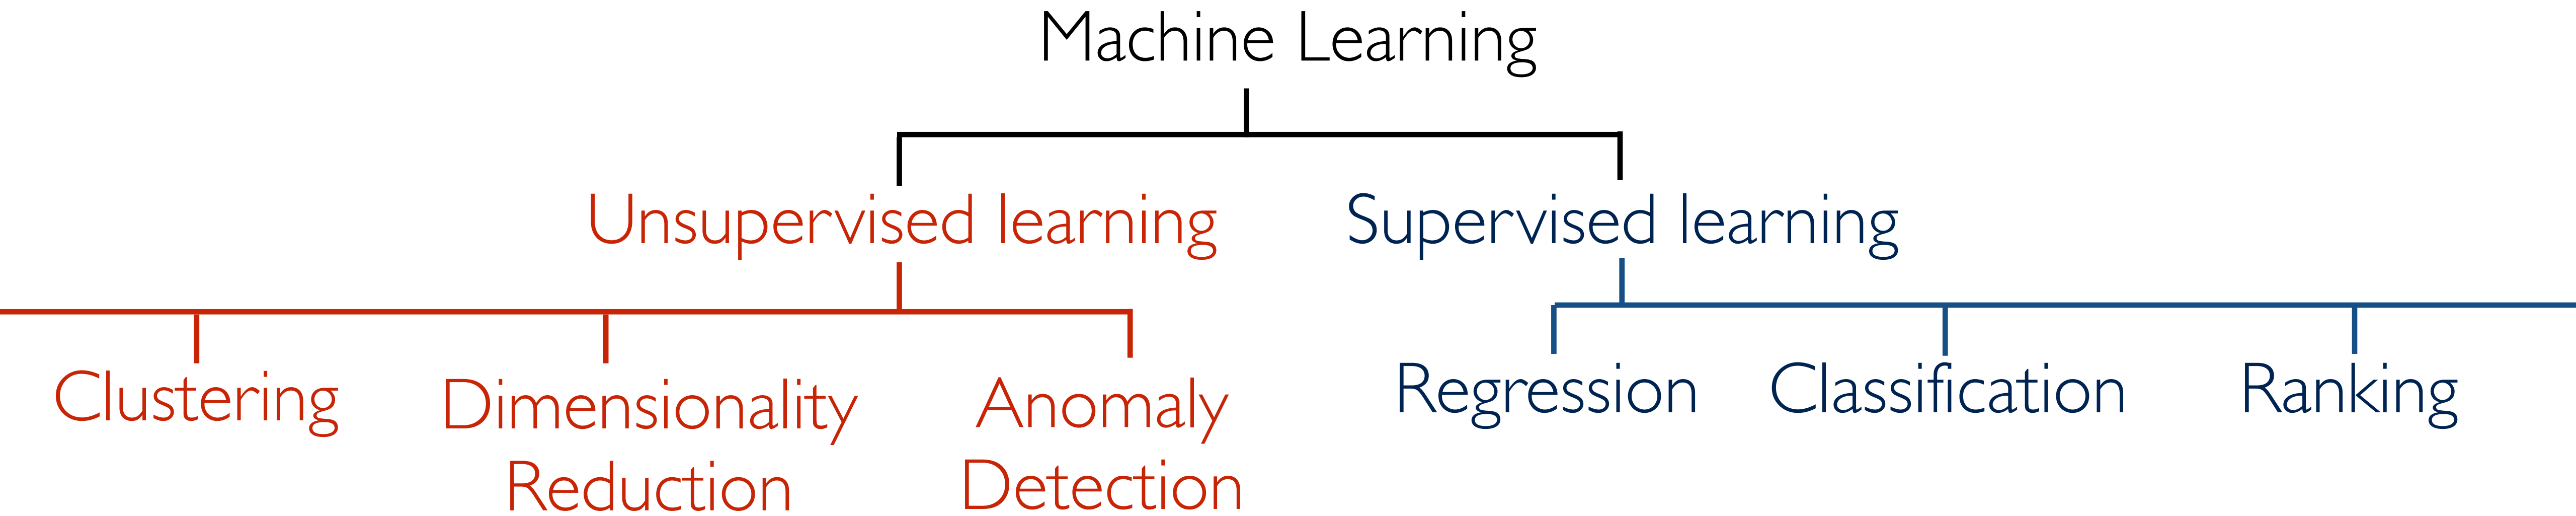 Machine Learning
Unsupervised learning
Supervised learning
Clustering
Dimensionality
Reduction
Anomaly
Detection
Regression
Classification
Ranking